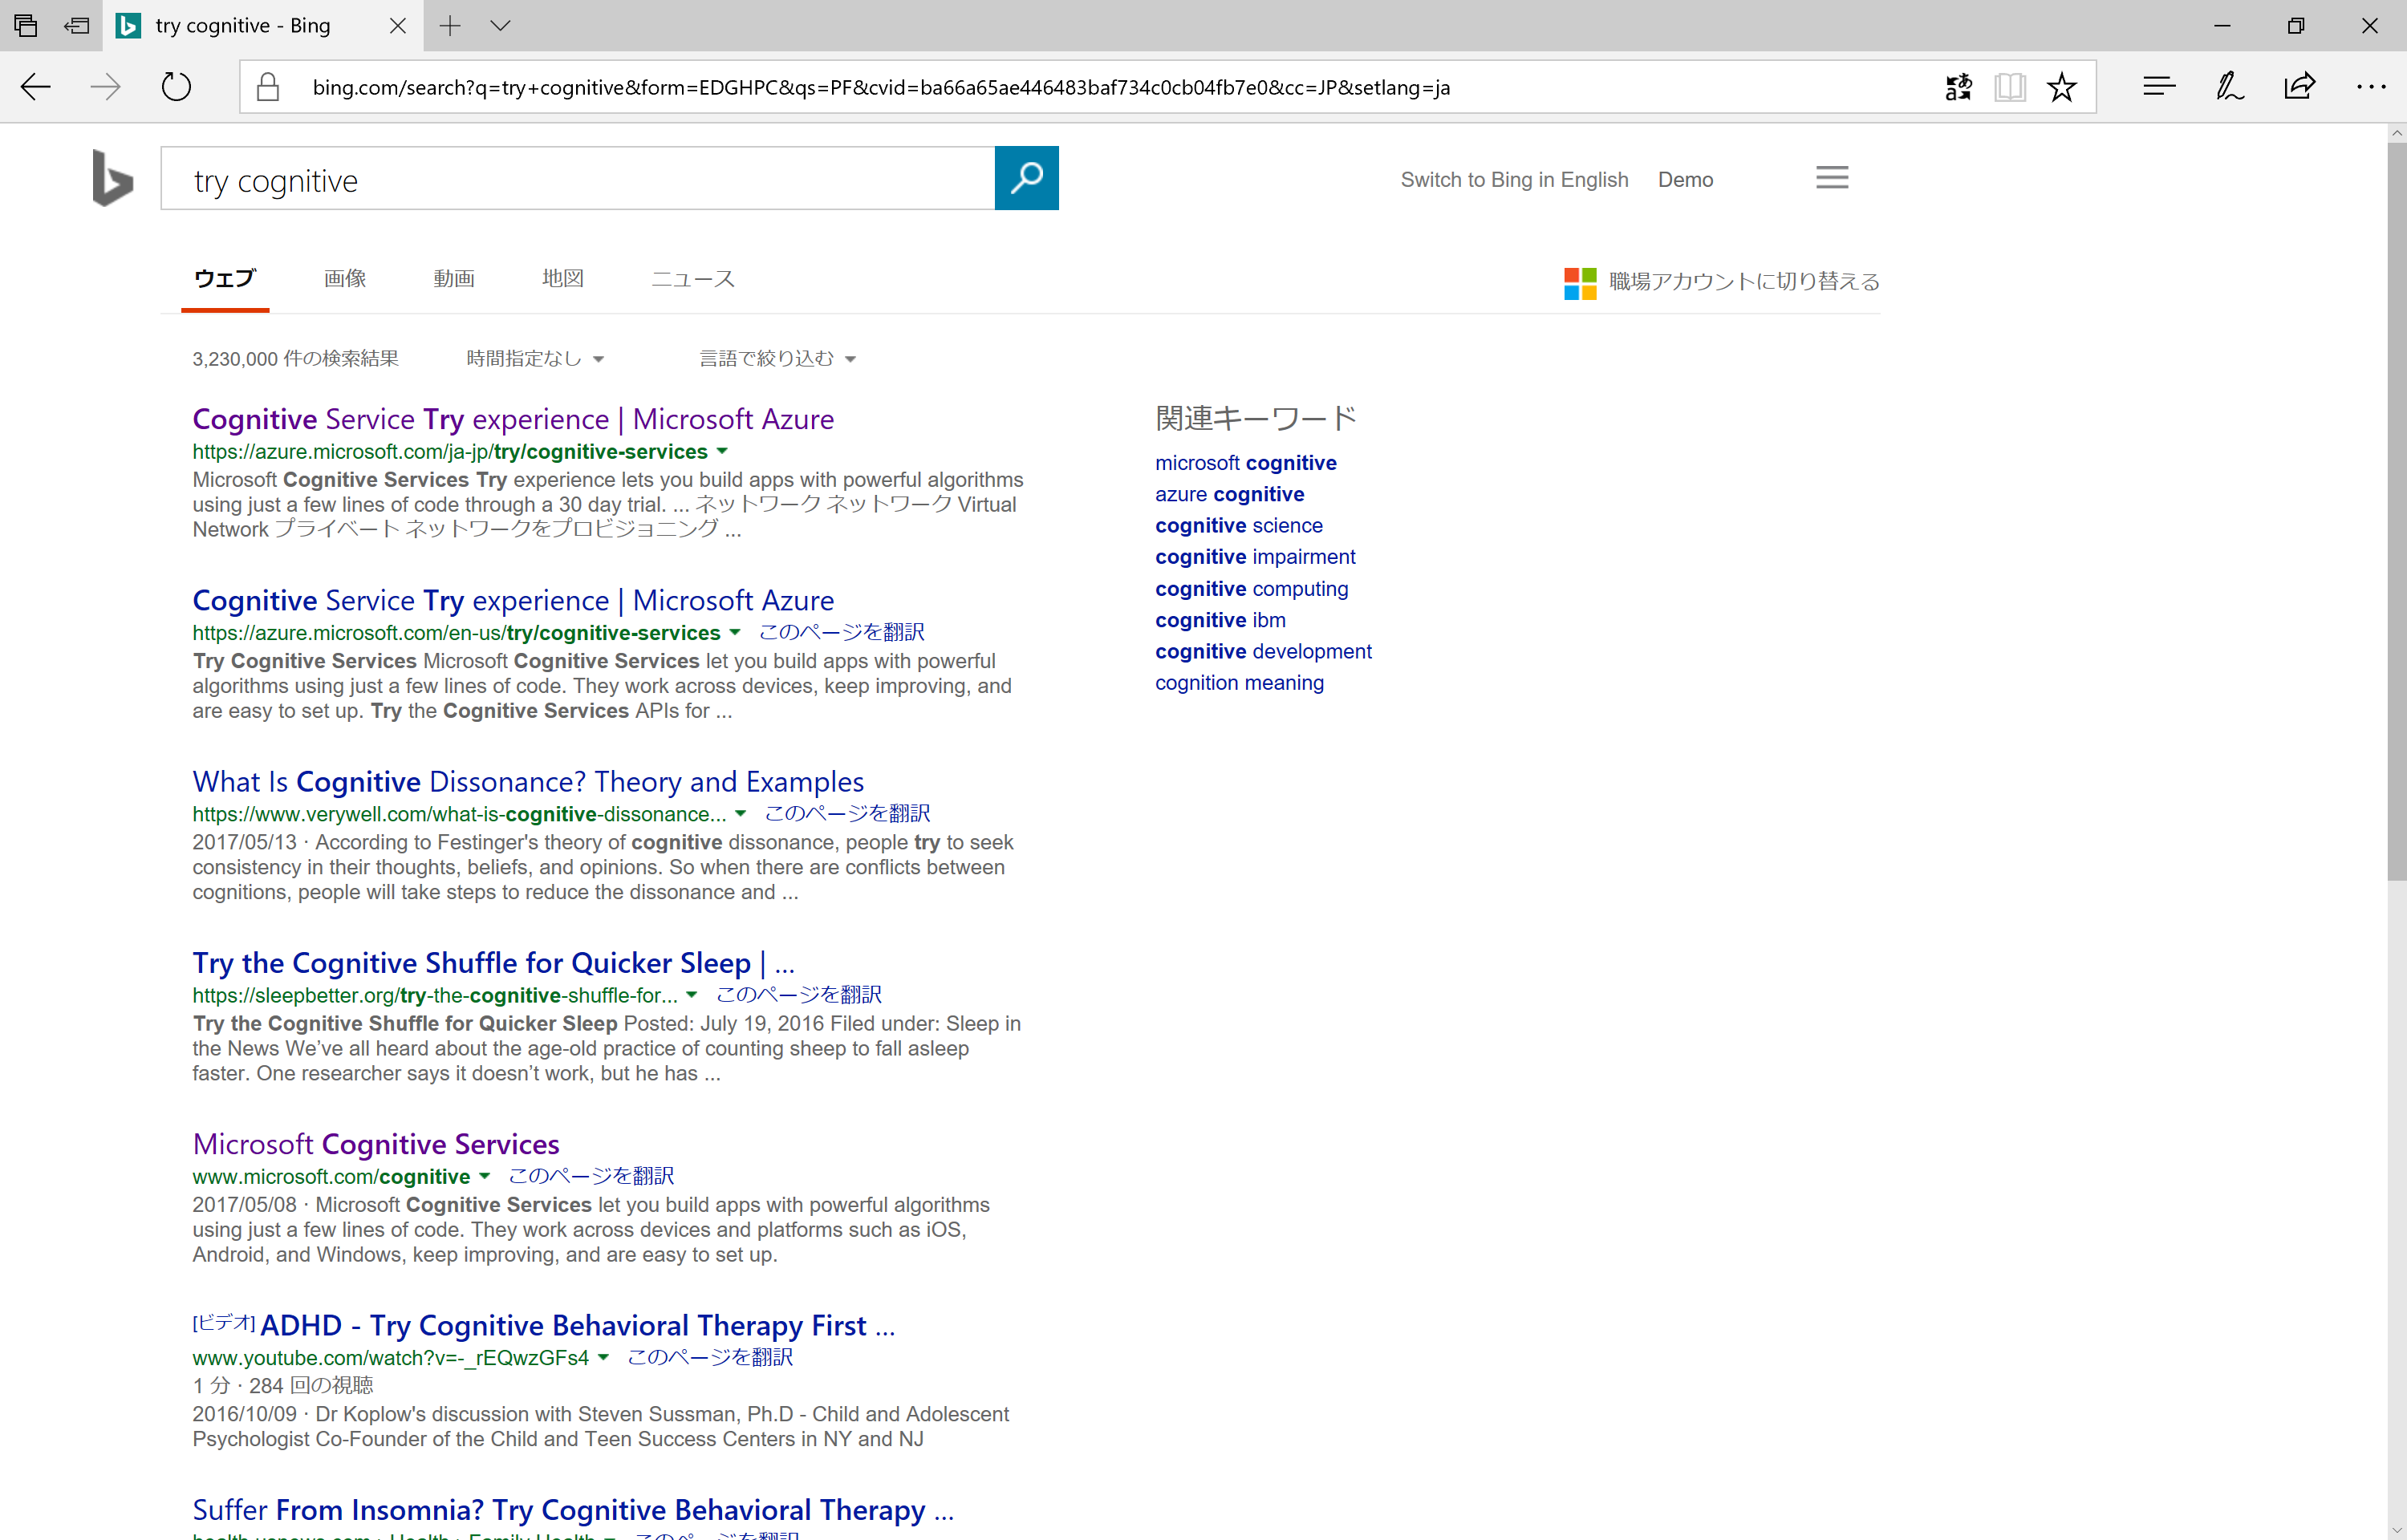 try cognitive - Bing
bing.com/search?q=try+cognitive&form=EDGHPC&qs=PF&cvid=ba66a65ae446483baf734c0cb04fb7e0&cc=JP&setlang=ja
try cognitive
Switch to Bing in English Demo
ウェブ 画像 動画 地図 ニュース
職場アカウントに切り替える
3,230,000 件の検索結果 時間指定なし 言語で絞り込む
Cognitive Service Try experience | Microsoft Azure
https://azure.microsoft.com/ja-jp/try/cognitive-services
Microsoft Cognitive Services Try experience lets you build apps with powerful algorithms
using just a few lines of code through a 30 day trial. ... ネットワーク ネットワーク Virtual
Network プライベート ネットワークをプロビジョニング ...
Cognitive Service Try experience | Microsoft Azure
https://azure.microsoft.com/en-us/try/cognitive-services このページを翻訳
Try Cognitive Services Microsoft Cognitive Services let you build apps with powerful
algorithms using just a few lines of code. They work across devices, keep improving, and
are easy to set up. Try the Cognitive Services APIs for ...
What Is Cognitive Dissonance? Theory and Examples
https://www.verywell.com/what-is-cognitive-dissonance... このページを翻訳
2017/05/13 · According to Festinger's theory of cognitive dissonance, people try to seek
consistency in their thoughts, beliefs, and opinions. So when there are conflicts between
cognitions, people will take steps to reduce the dissonance and ...
Try the Cognitive Shuffle for Quicker Sleep | ...
https://sleepbetter.org/try-the-cognitive-shuffle-for... このページを翻訳
Try the Cognitive Shuffle for Quicker Sleep Posted: July 19, 2016 Filed under: Sleep in
the News We’ve all heard about the age-old practice of counting sheep to fall asleep
faster. One researcher says it doesn’t work, but he has ...
Microsoft Cognitive Services
www.microsoft.com/cognitive このページを翻訳
2017/05/08 · Microsoft Cognitive Services let you build apps with powerful algorithms
using just a few lines of code. They work across devices and platforms such as iOS,
Android, and Windows, keep improving, and are easy to set up.
[ビデオ] ADHD - Try Cognitive Behavioral Therapy First ...
www.youtube.com/watch?v=-_rEQwzGFs4 このページを翻訳
1 分 · 284 回の視聴
2016/10/09 · Dr Koplow's discussion with Steven Sussman, Ph.D - Child and Adolescent
Psychologist Co-Founder of the Child and Teen Success Centers in NY and NJ
Suffer From Insomnia? Try Cognitive Behavioral Therapy ...
関連キーワード
microsoft cognitive
azure cognitive
cognitive science
cognitive impairment
cognitive computing
cognitive ibm
cognitive development
cognition meaning